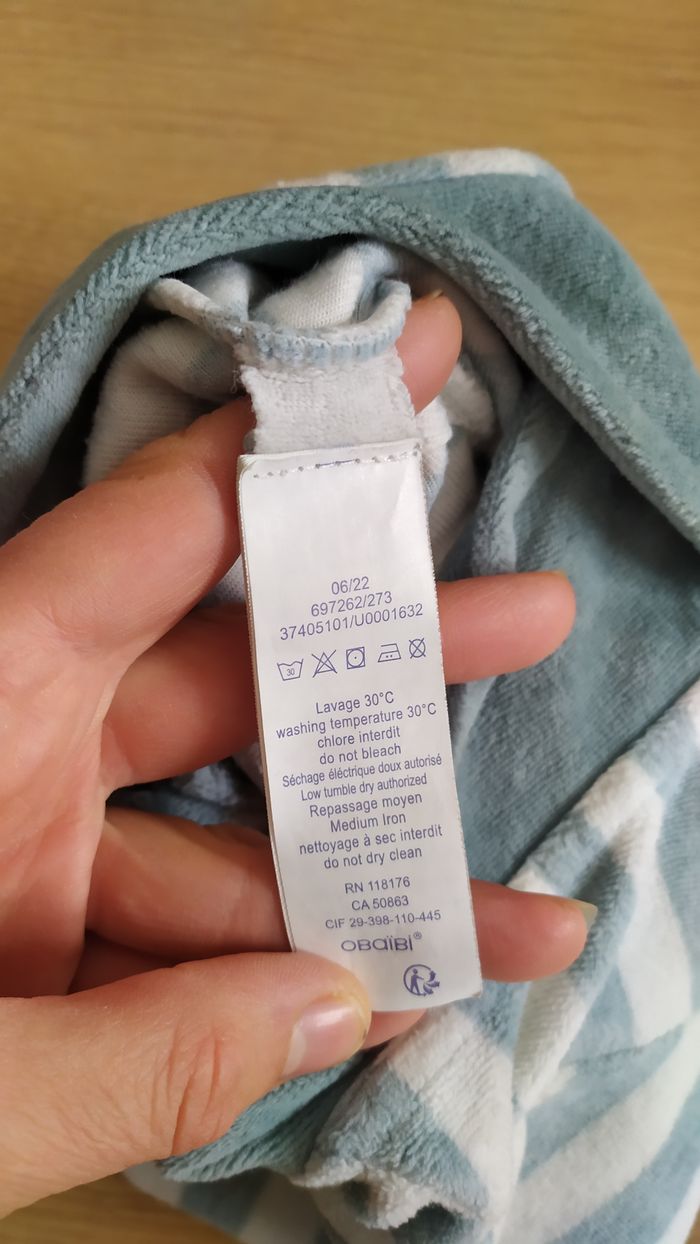 06/22
697262/273
37405101/U0001632
30
Lavage 30°C
washing temperature 30°C
chlore interdit
do not bleach
Séchage éléctrique doux autorisé
Low tumble dry authorized
Repassage moyen
Medium Iron
nettoyage à sec interdit
do not dry clean
RN 118176
CA 50863
CIF 29-398-110-445
OBaïBi®